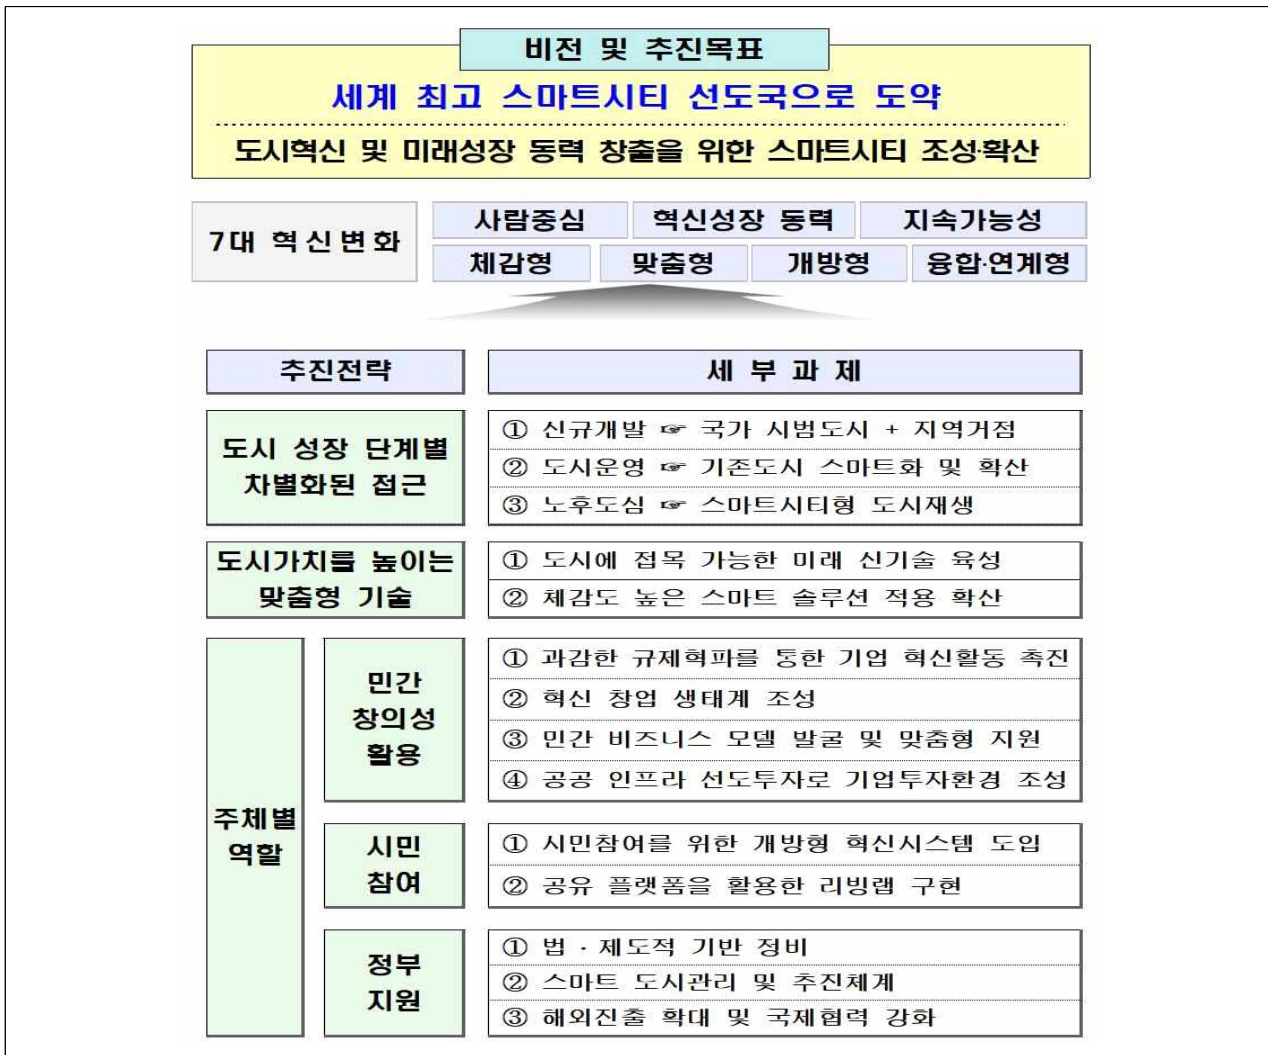 비전 및 추진목표
세계 최고 스마트시티 선도국으로 도약
도시혁신 및 미래성장 동력 창출을 위한 스마트시티 조성·확산
7대 혁신변화
사람중심
혁신성장 동력
지속가능성
체감형
맞춤형
개방형
융합·연계형
추진전략
세 부 과 제
도시 성장 단계별
차별화된 접근
① 신규개발 ☞ 국가 시범도시 + 지역거점
② 도시운영 ☞ 기존도시 스마트화 및 확산
③ 노후도심 ☞ 스마트시티형 도시재생
도시가치를 높이는
맞춤형 기술
① 도시에 접목 가능한 미래 신기술 육성
② 체감도 높은 스마트 솔루션 적용 확산
주체별
역할
민간
창의성
활용
① 과감한 규제혁파를 통한 기업 혁신활동 촉진
② 혁신 창업 생태계 조성
③ 민간 비즈니스 모델 발굴 및 맞춤형 지원
④ 공공 인프라 선도투자로 기업투자환경 조성
시민
참여
① 시민참여를 위한 개방형 혁신시스템 도입
② 공유 플랫폼을 활용한 리빙랩 구현
정부
지원
① 법 · 제도적 기반 정비
② 스마트 도시관리 및 추진체계
③ 해외진출 확대 및 국제협력 강화